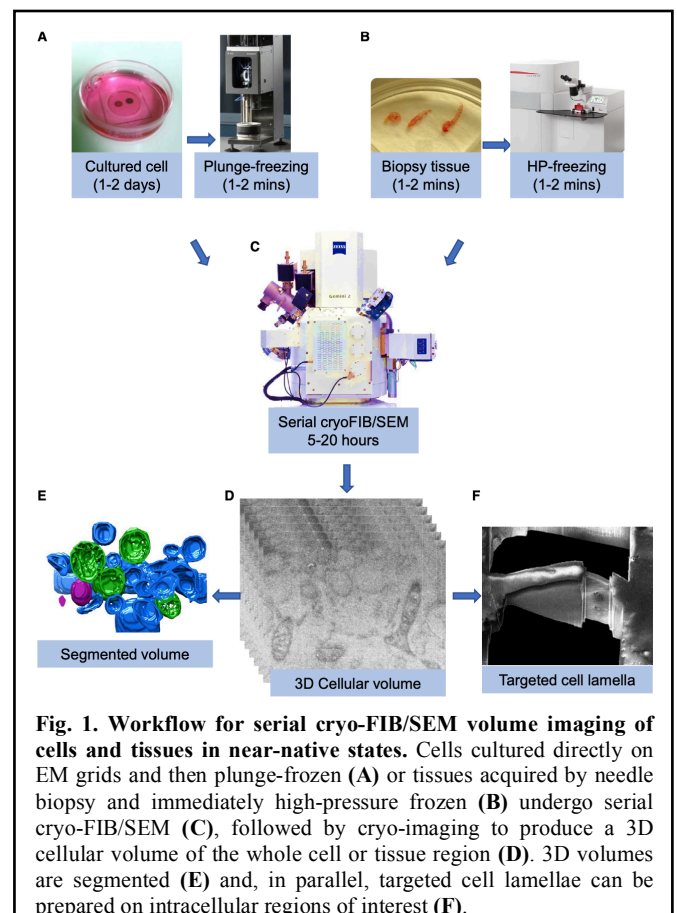 A
B
Cultured cell
(1-2 days)
Plunge-freezing
(1-2 mins)
Biopsy tissue
(1-2 mins)
HP-freezing
(1-2 mins)
C
ZEISS
Gemini 2
Serial cryoFIB/SEM
5-20 hours
E
D
F
Segmented volume
3D Cellular volume
Targeted cell lamella
Fig. 1. Workflow for serial cryo-FIB/SEM volume imaging of
cells and tissues in near-native states. Cells cultured directly on
EM grids and then plunge-frozen (A) or tissues acquired by needle
biopsy and immediately high-pressure frozen (B) undergo serial
cryo-FIB/SEM (C), followed by cryo-imaging to produce a 3D
cellular volume of the whole cell or tissue region (D). 3D volumes
are segmented (E) and, in parallel, targeted cell lamellae can be
prepared on intracellular regions of interest (F).